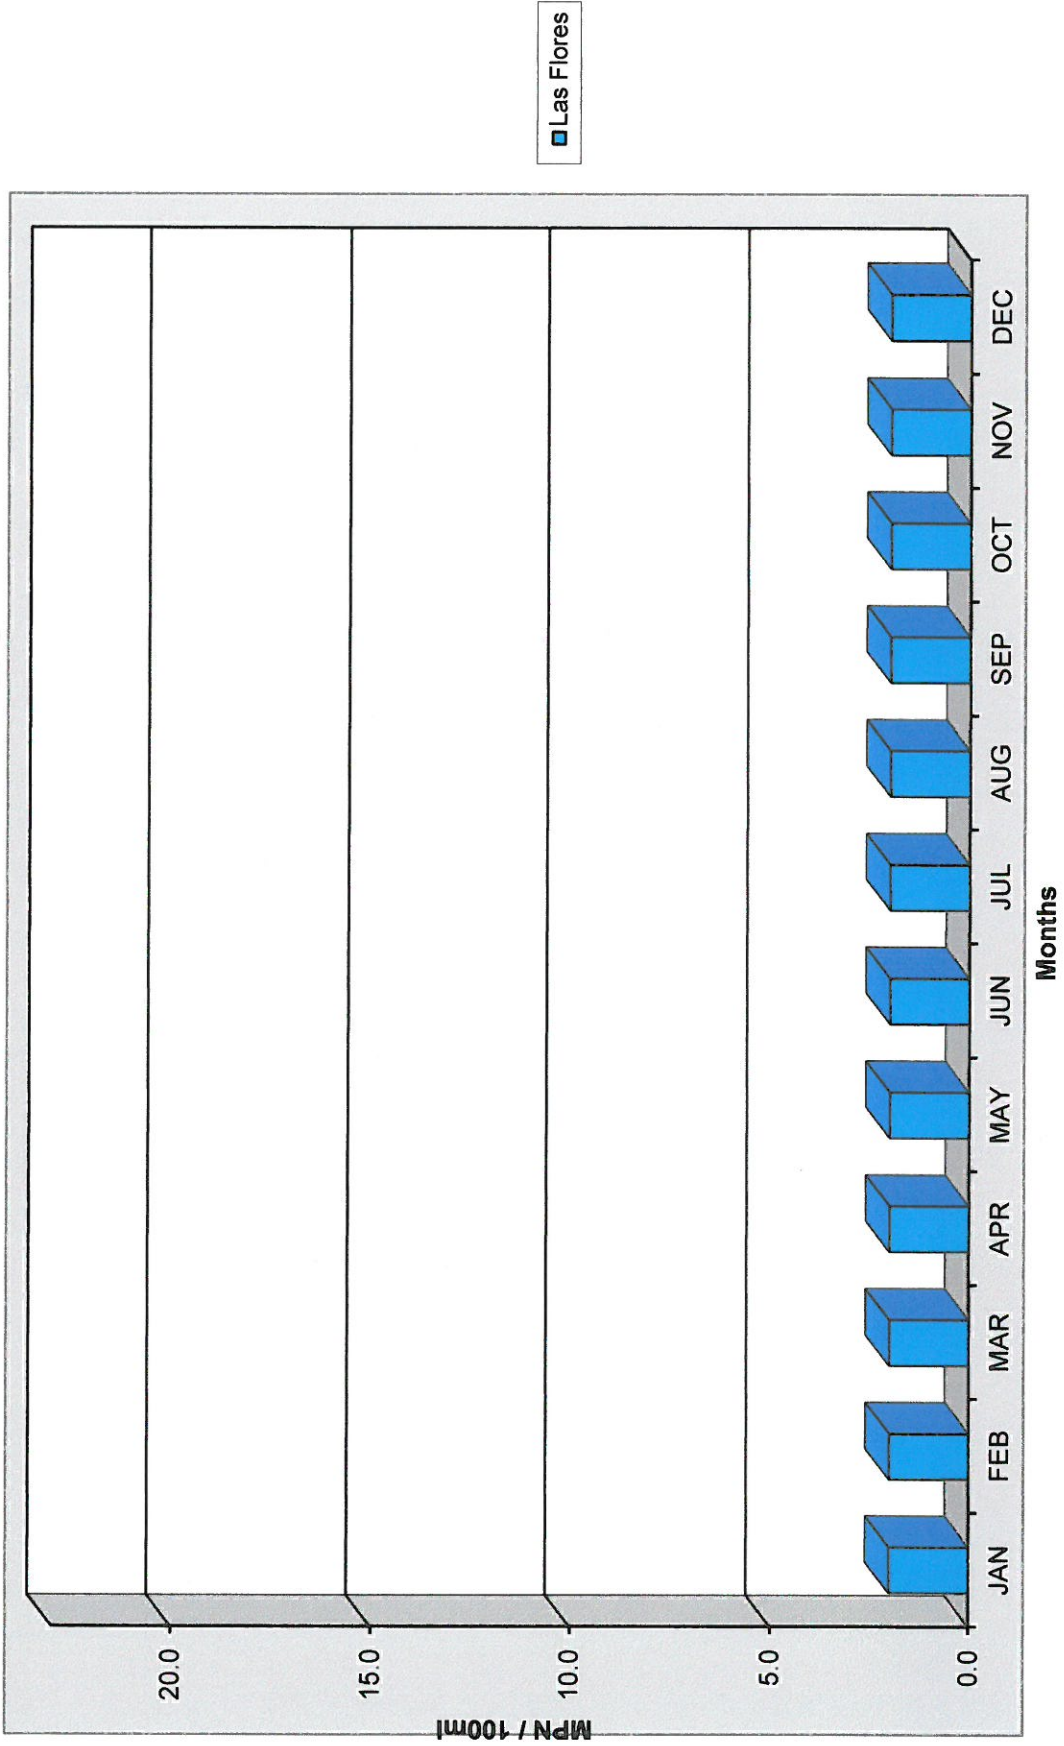 MPN / 100ml
20.0
15.0
10.0
5.0
0.0
JAN FEB MAR APR MAY JUN JUL AUG SEP OCT NOV DEC
Months
Las Flores